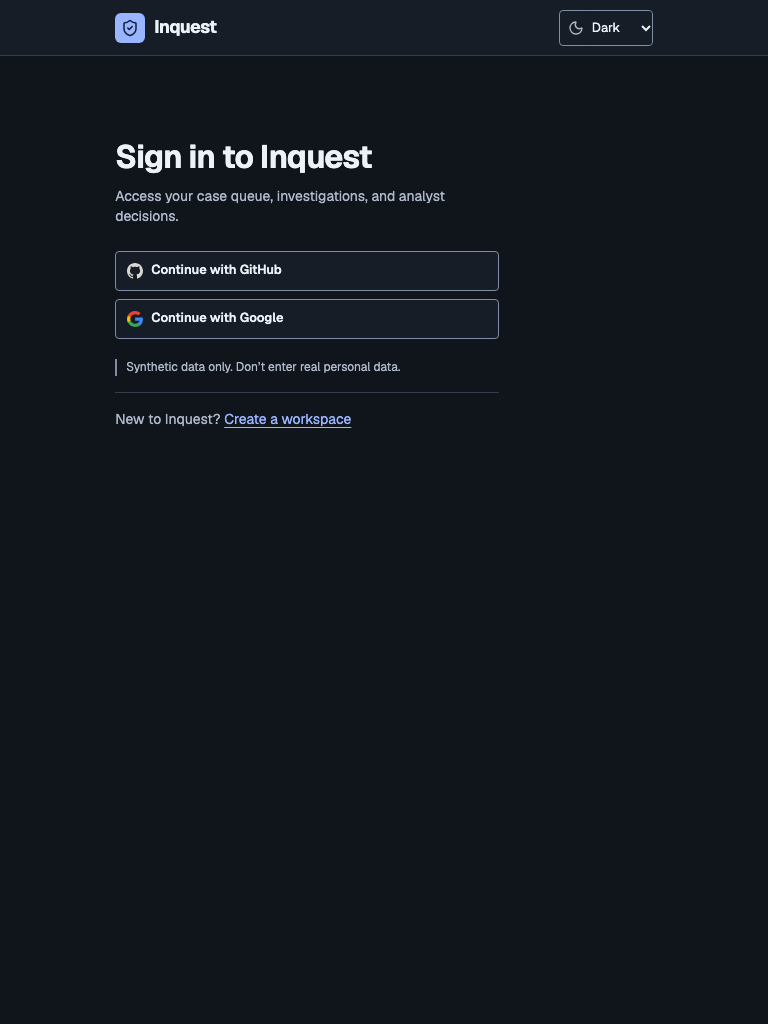 Inquest
Dark
Sign in to Inquest
Access your case queue, investigations, and analyst
decisions.
Continue with GitHub
Continue with Google
Synthetic data only. Don’t enter real personal data.
New to Inquest? Create a workspace